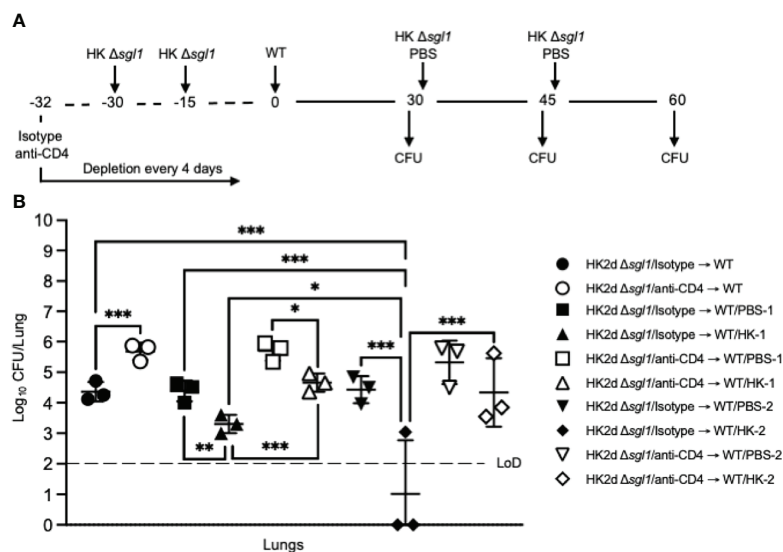 A
HK Δsgl1 HK Δsgl1 WT HK Δsgl1 HK Δsgl1
PBS PBS
-32 -30 -15 0 30 45 60
Isotype
anti-CD4
CFU CFU CFU
Depletion every 4 days
B
Log10 CFU/Lung
10
9
8
7
6
5
4
3
2
1
0
***
***
*
*** * *** ***
** ***
LoD
Lungs
HK2d Δsgl1/Isotype → WT
HK2d Δsgl1/anti-CD4 → WT
HK2d Δsgl1/Isotype → WT/PBS-1
HK2d Δsgl1/Isotype → WT/HK-1
HK2d Δsgl1/anti-CD4 → WT/PBS-1
HK2d Δsgl1/anti-CD4 → WT/HK-1
HK2d Δsgl1/Isotype → WT/PBS-2
HK2d Δsgl1/Isotype → WT/HK-2
HK2d Δsgl1/anti-CD4 → WT/PBS-2
HK2d Δsgl1/anti-CD4 → WT/HK-2